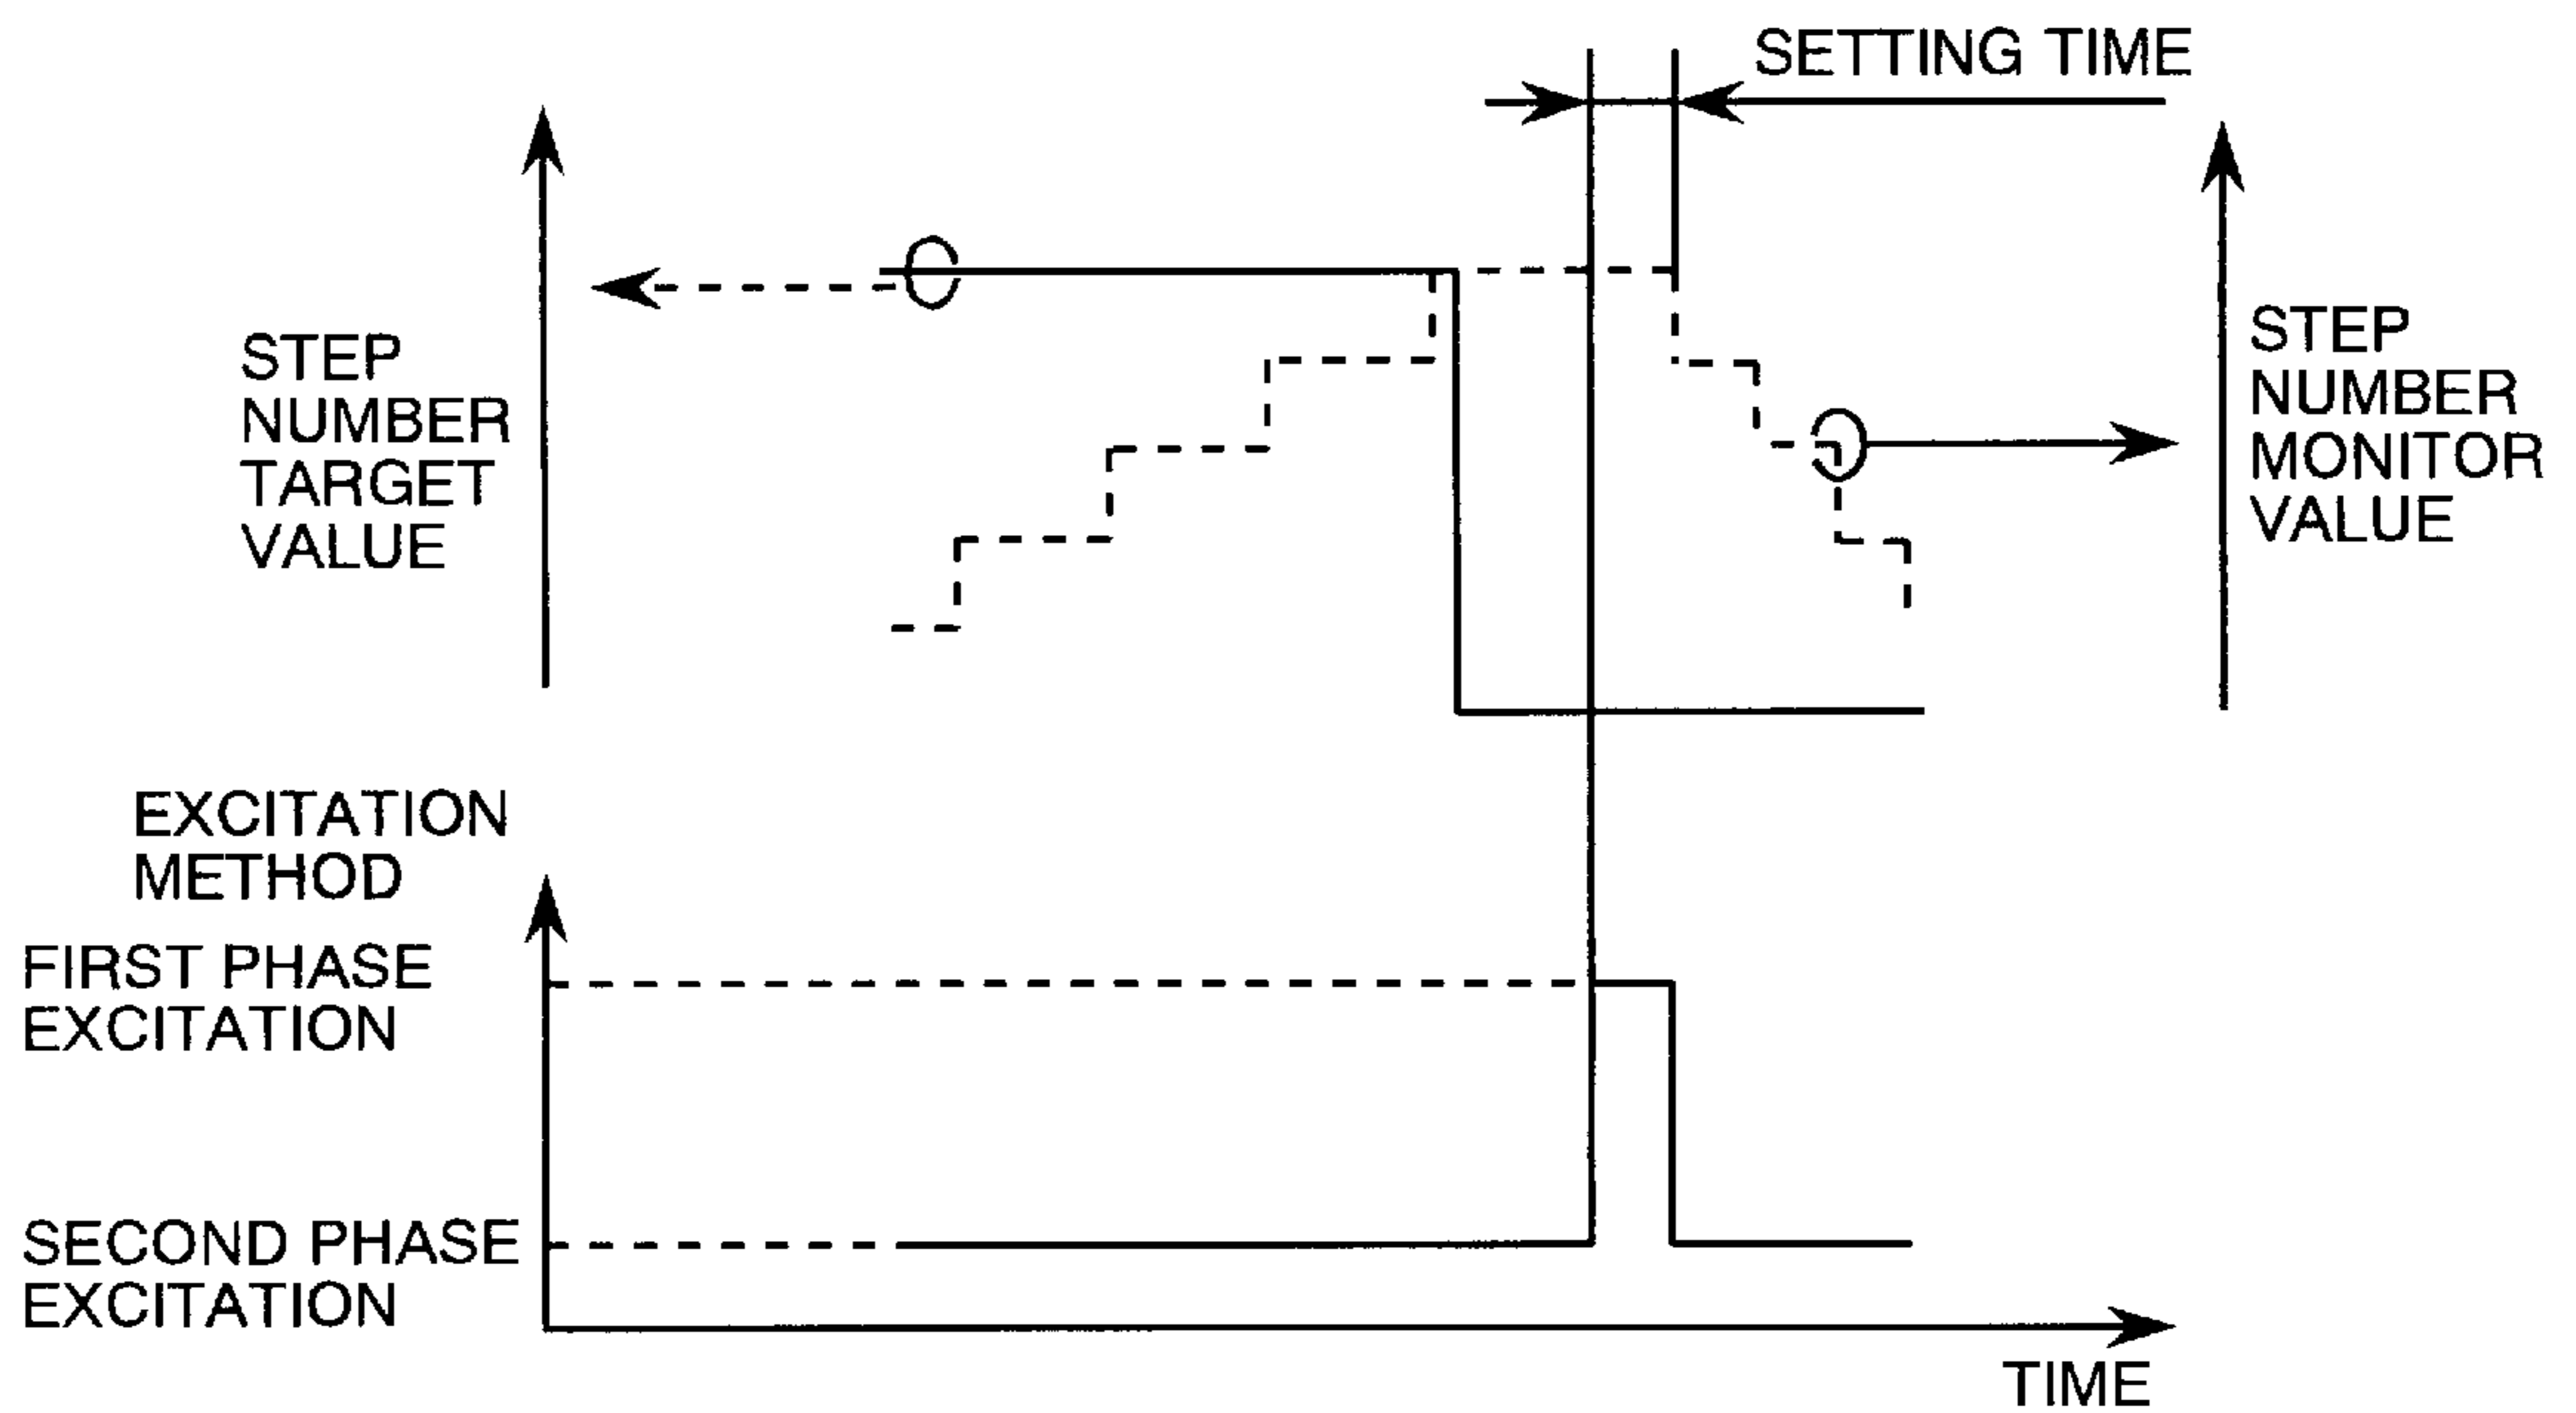 SETTING TIME
STEP
NUMBER
TARGET
VALUE
STEP
NUMBER
MONITOR
VALUE
EXCITATION
METHOD
FIRST PHASE
EXCITATION
SECOND PHASE
EXCITATION
TIME